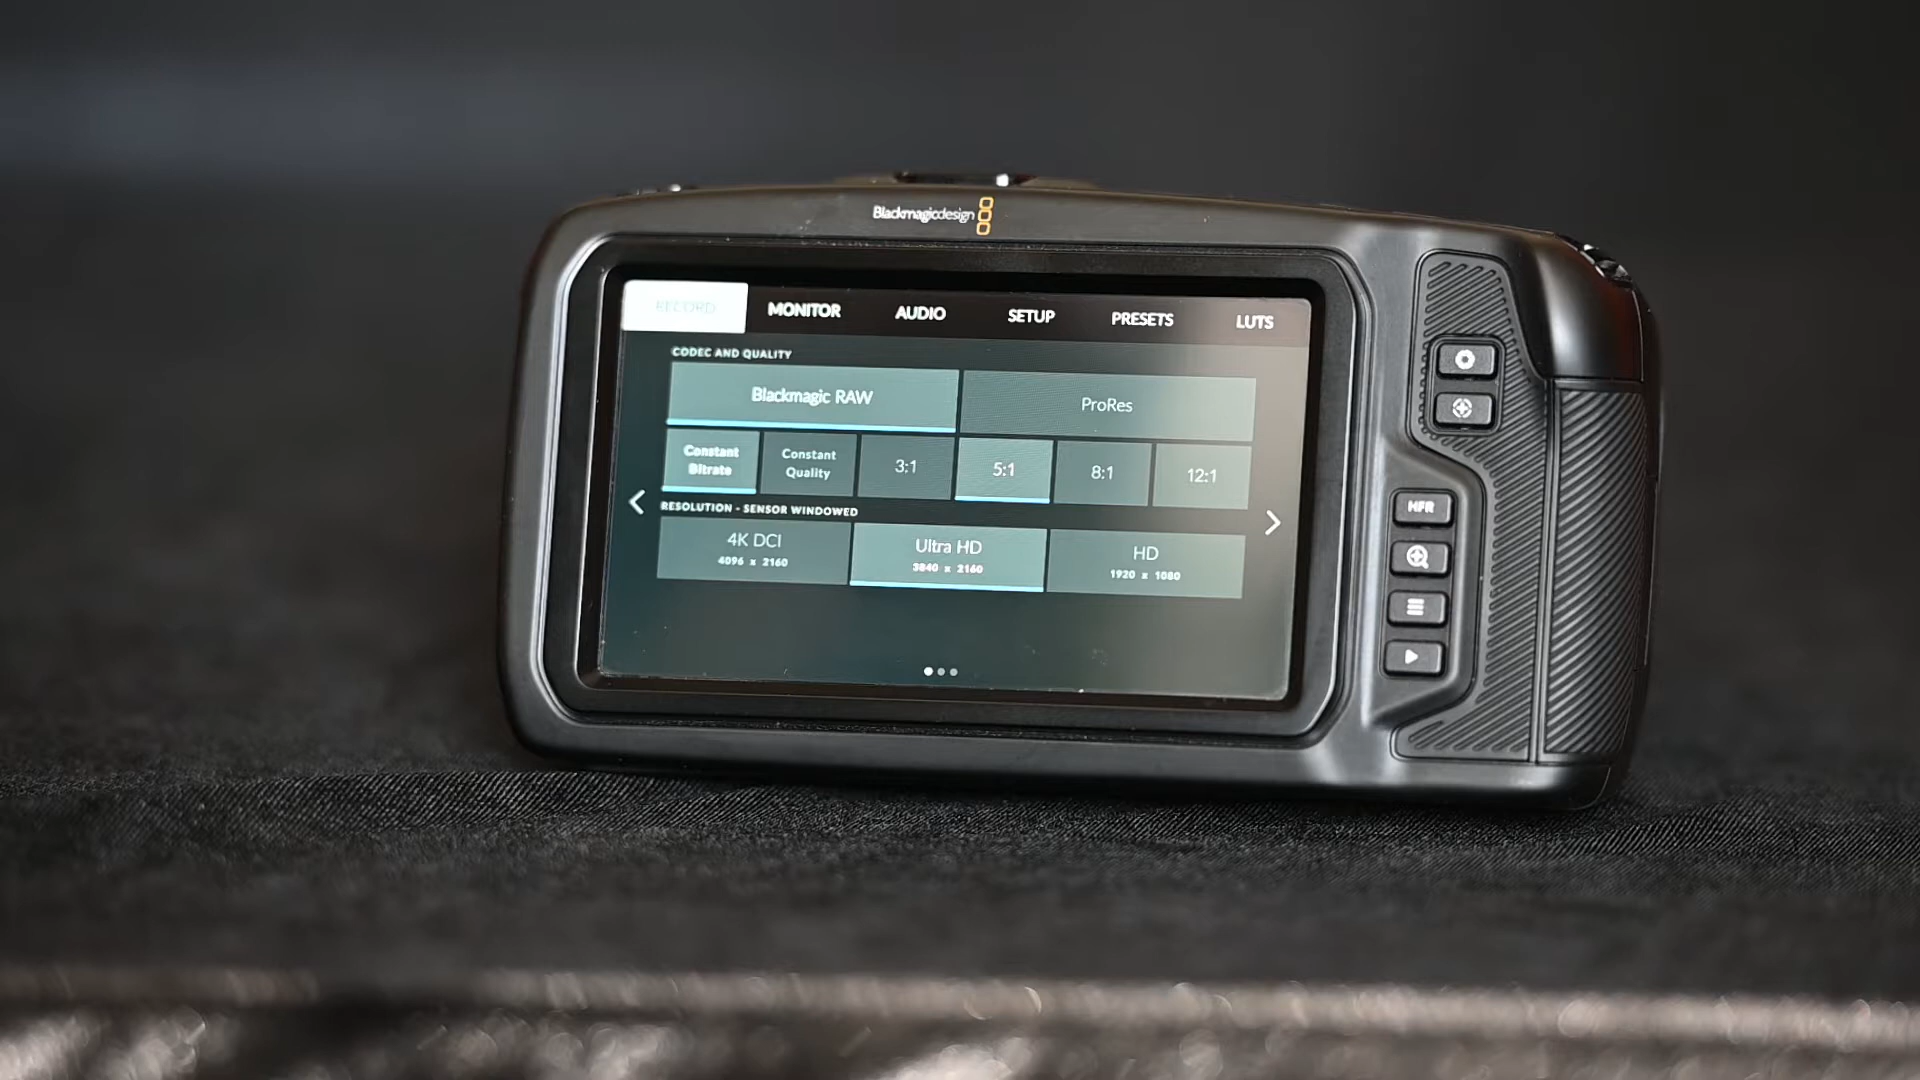 Blackmagicdesign
RECORD MONITOR AUDIO SETUP PRESETS LUTS
CODEC AND QUALITY
Blackmagic RAW ProRes
Constant Bitrate Constant Quality 3:1 5:1 8:1 12:1
RESOLUTION - SENSOR WINDOWED
4K DCI Ultra HD HD
4096 x 2160 3840 x 2160 1920 x 1080
HFR